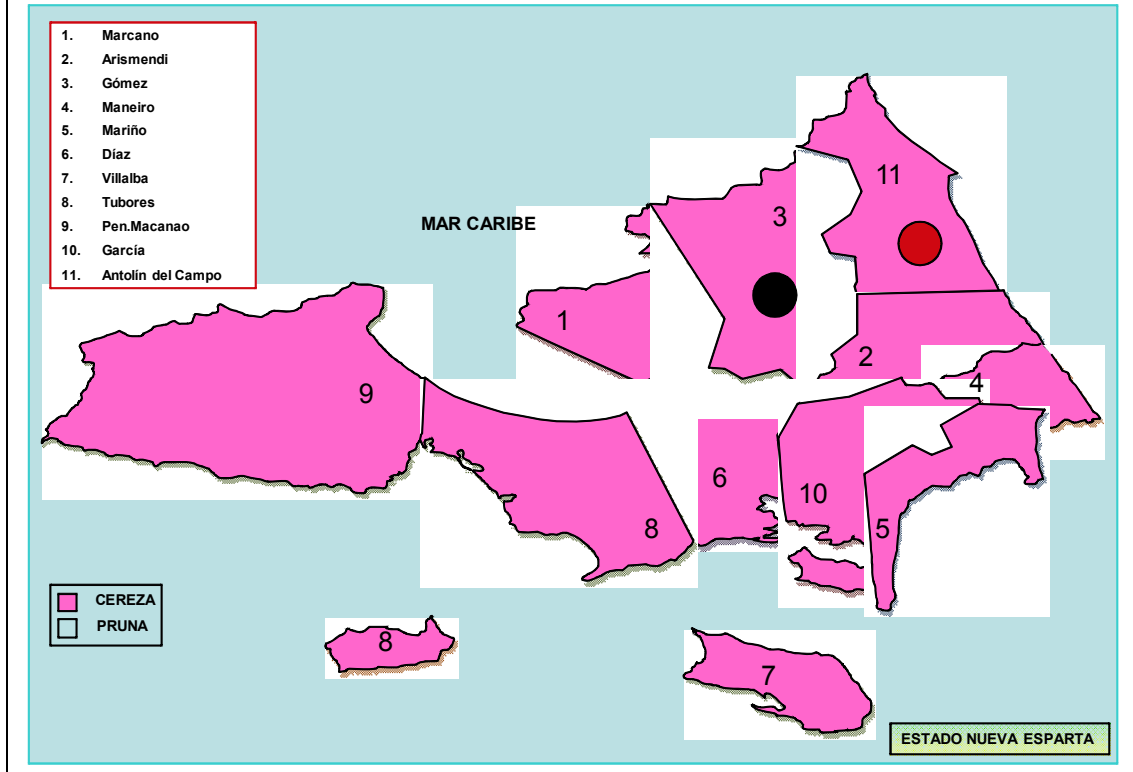 1. Marcano
2. Arismendi
3. Gómez
4. Maneiro
5. Mariño
6. Díaz
7. Villalba
8. Tubores
9. Pen.Macanao
10. García
11. Antolín del Campo
11
3
MAR CARIBE
1
2
4
9
6
10
8
5
CEREZA
PRUNA
8
7
ESTADO NUEVA ESPARTA